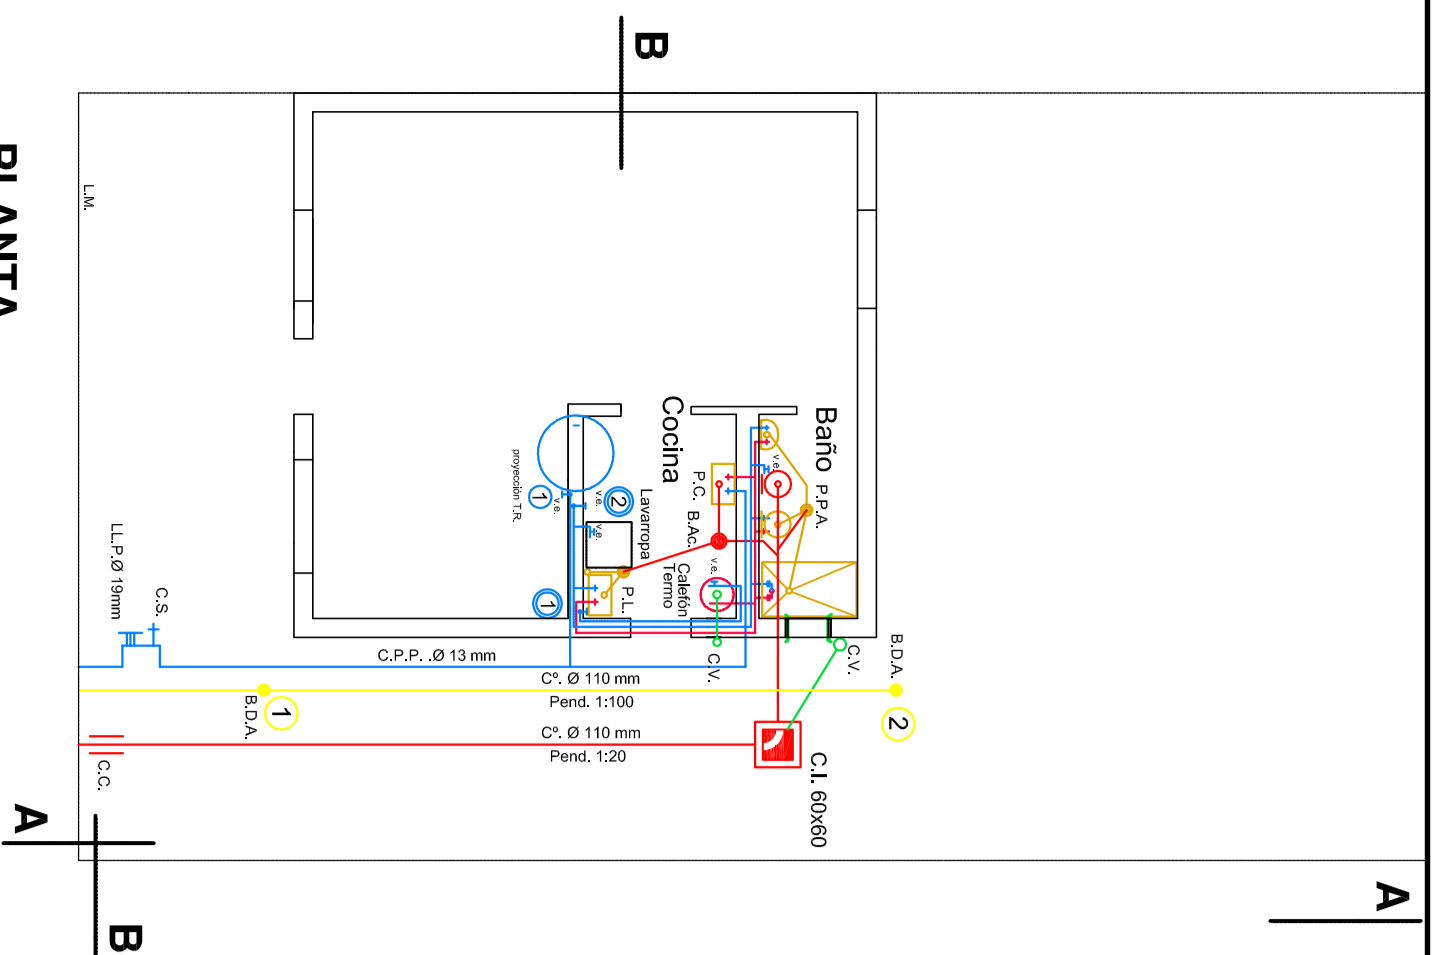 B
PLANTA
L.M.
Baño
P.P.A.
v.e.
Cocina
P.C.
B.Ac.
v.e.
Calefón
Termo
Lavarropa
2
v.e.
v.e.
P.L.
1
v.e.
proyección T.R.
1
LL.P.Ø 19mm
C.S.
C.P.P. .Ø 13 mm
C.V.
C.V.
B.D.A.
Cº. Ø 110 mm
Pend. 1:100
B.D.A.
1
2
Cº. Ø 110 mm
Pend. 1:20
C.C.
C.I. 60x60
A
A
B